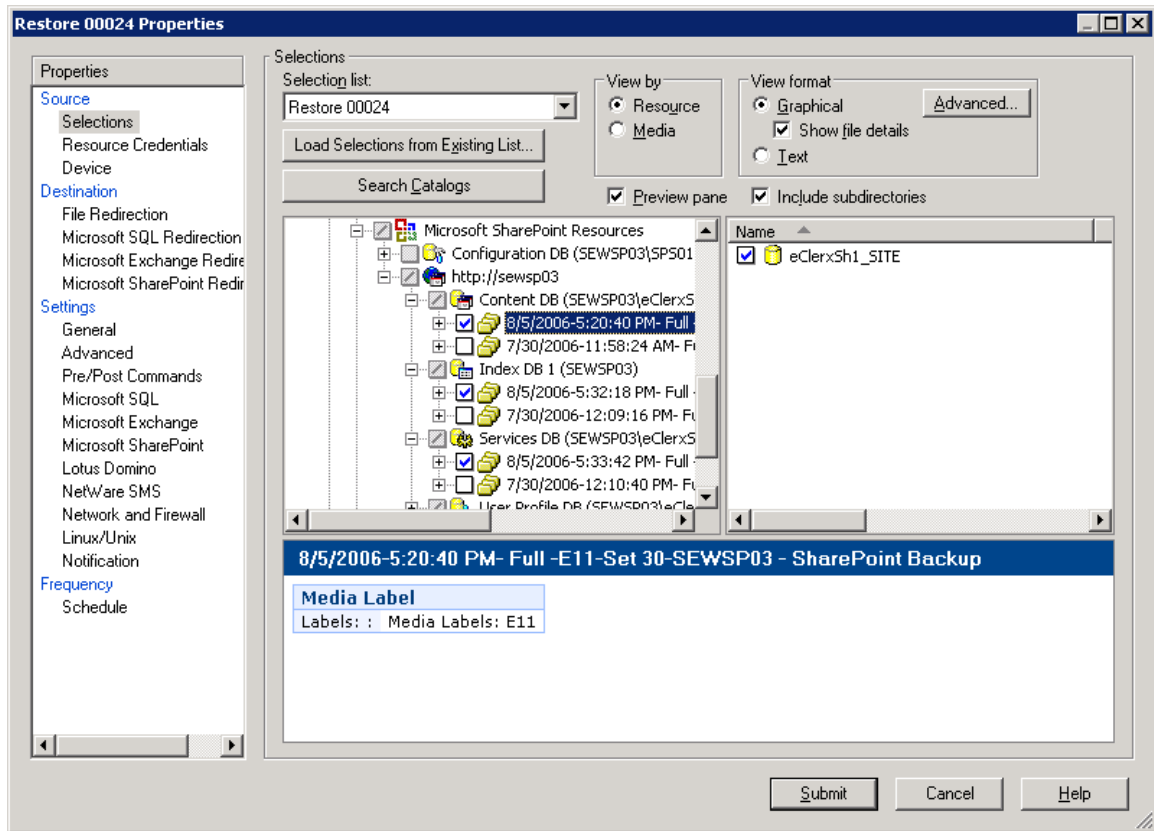 Restore 00024 Properties
Properties
Source
Selections
Resource Credentials
Device
Destination
File Redirection
Microsoft SQL Redirection
Microsoft Exchange Redire
Microsoft SharePoint Redir
Settings
General
Advanced
Pre/Post Commands
Microsoft SQL
Microsoft Exchange
Microsoft SharePoint
Lotus Domino
NetWare SMS
Network and Firewall
Linux/Unix
Notification
Frequency
Schedule
Selections
Selection list:
Restore 00024
Load Selections from Existing List...
Search Catalogs
View by
Resource
Media
View format
Graphical
Show file details
Text
Advanced...
Preview pane
Include subdirectories
Microsoft SharePoint Resources
Configuration DB (SEWSP03\SPS01
http://sewsp03
Content DB (SEWSP03\eClerxS
8/5/2006-5:20:40 PM- Full -
7/30/2006-11:58:24 AM- Fu
Index DB 1 (SEWSP03)
8/5/2006-5:32:18 PM- Full -
7/30/2006-12:09:16 PM- Fu
Services DB (SEWSP03\eClerxS
8/5/2006-5:33:42 PM- Full -
7/30/2006-12:10:40 PM- Fu
User Profile DB (SEWSP03\eCle
Name
eClerxSh1_SITE
8/5/2006-5:20:40 PM- Full -E11-Set 30-SEWSP03 - SharePoint Backup
Media Label
Labels: : Media Labels: E11
Submit
Cancel
Help